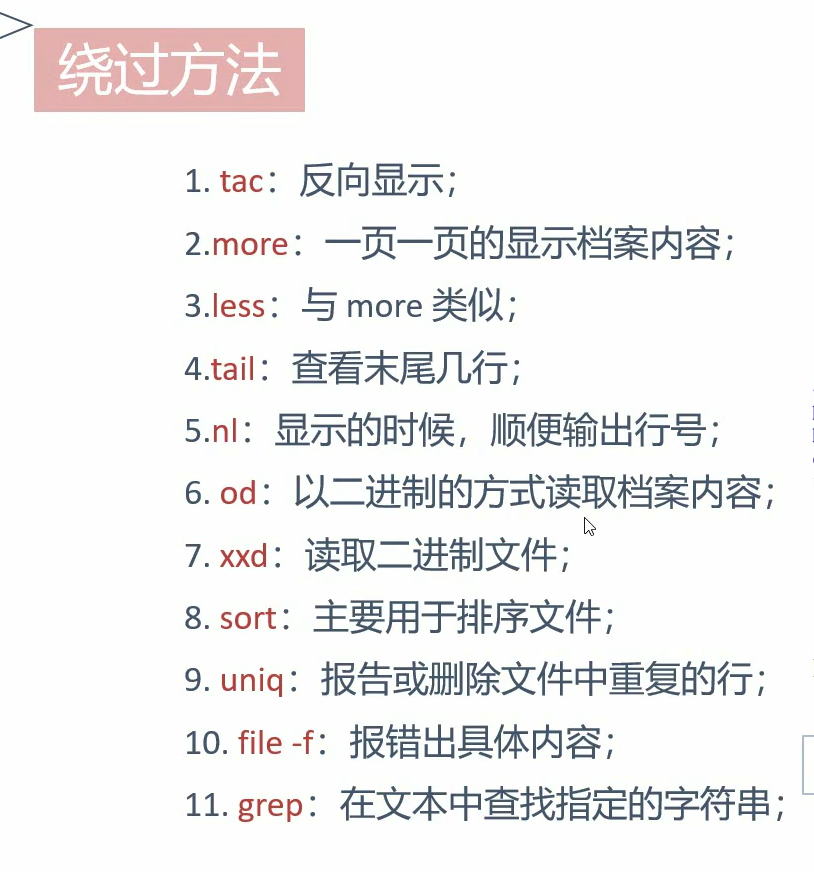 绕过方法
1. tac：反向显示；
2.more：一页一页的显示档案内容；
3.less：与 more 类似；
4.tail：查看末尾几行；
5.nl：显示的时候，顺便输出行号；
6. od：以二进制的方式读取档案内容；
7. xxd：读取二进制文件；
8. sort：主要用于排序文件；
9. uniq：报告或删除文件中重复的行；
10. file -f：报错出具体内容；
11. grep：在文本中查找指定的字符串；